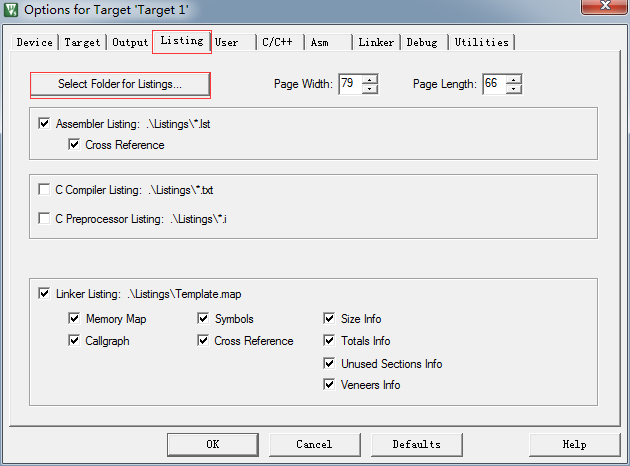 Options for Target 'Target 1'
Device Target Output Listing User C/C++ Asm Linker Debug Utilities
Select Folder for Listings... Page Width: 79 Page Length: 66
Assembler Listing: .\Listings\*.lst
Cross Reference
C Compiler Listing: .\Listings\*.txt
C Preprocessor Listing: .\Listings\*.i
Linker Listing: .\Listings\Template.map
Memory Map Symbols Size Info
Callgraph Cross Reference Totals Info
Unused Sections Info
Veneers Info
OK Cancel Defaults Help